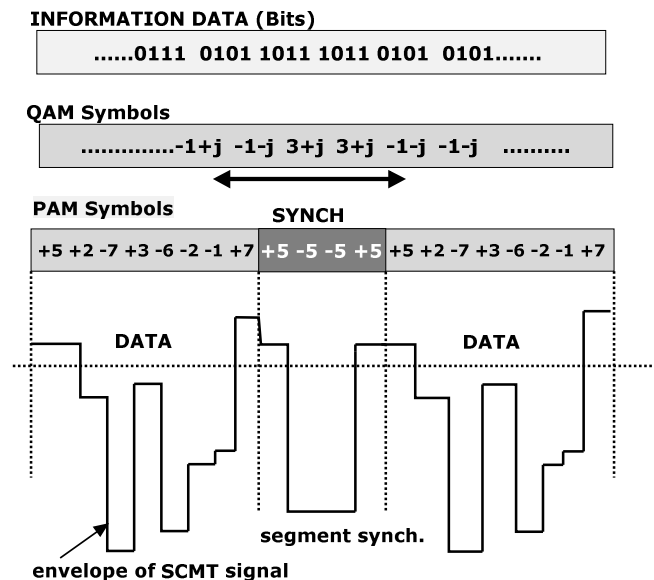 INFORMATION DATA (Bits)
......0111 0101 1011 1011 0101 0101.......
QAM Symbols
..............-1+j -1-j 3+j 3+j -1-j -1-j ..........
PAM Symbols
SYNCH
+5 +2 -7 +3 -6 -2 -1 +7 +5 -5 -5 +5 +5 +2 -7 +3 -6 -2 -1 +7
DATA DATA
segment synch.
envelope of SCMT signal